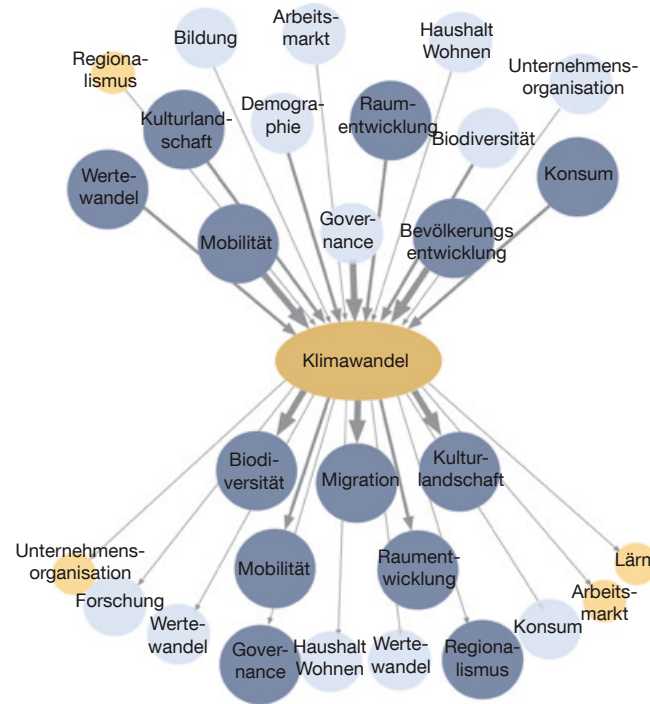 Bildung
Arbeits-
markt
Haushalt
Wohnen
Regiona-
lismus
Unternehmens-
organisation
Kulturland-
schaft
Demogra-
phie
Raum-
entwicklung
Biodiversität
Werte-
wandel
Konsum
Mobilität
Gover-
nance
Bevölkerungs
entwicklung
Klimawandel
Biodi-
versität
Migration
Kultur-
landschaft
Unternehmens-
organisation
Forschung
Mobilität
Raument-
wicklung
Lärm
Arbeits-
markt
Werte-
wandel
Gover-
nance
Haushalt
Wohnen
Werte-
wandel
Regiona-
lismus
Konsum